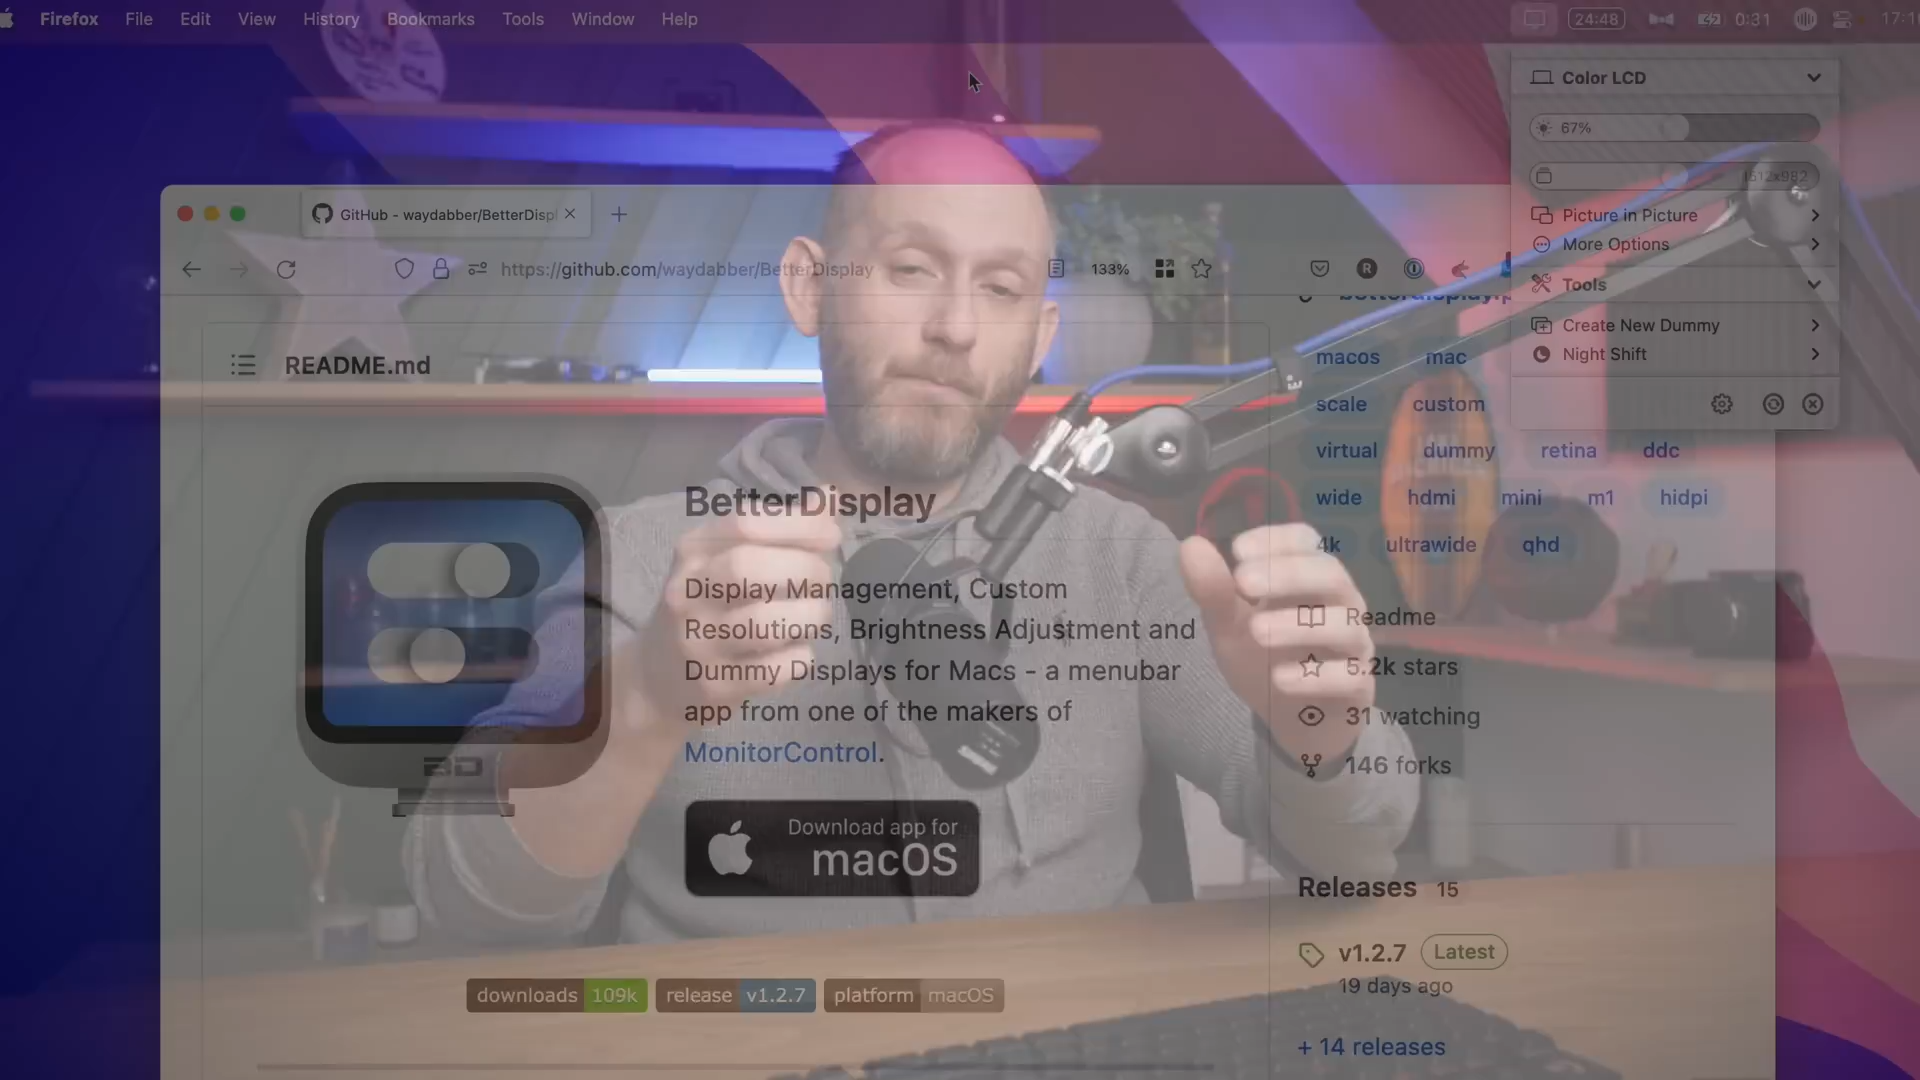 Firefox File Edit View History Bookmarks Tools Window Help
24:48 0:31
Color LCD
67%
GitHub - waydabber/BetterDispl
https://github.com/waydabber/BetterDisplay
133%
Picture in Picture
More Options
Tools
Create New Dummy
Night Shift
README.md
BetterDisplay
Display Management, Custom
Resolutions, Brightness Adjustment and
Dummy Displays for Macs - a menubar
app from one of the makers of
MonitorControl.
Download app for
macOS
downloads 109k release v1.2.7 platform macOS
macos mac
scale custom
virtual dummy retina ddc
wide hdmi mini m1 hidpi
4k ultrawide qhd
Readme
5.2k stars
31 watching
146 forks
Releases 15
v1.2.7 Latest
19 days ago
+ 14 releases